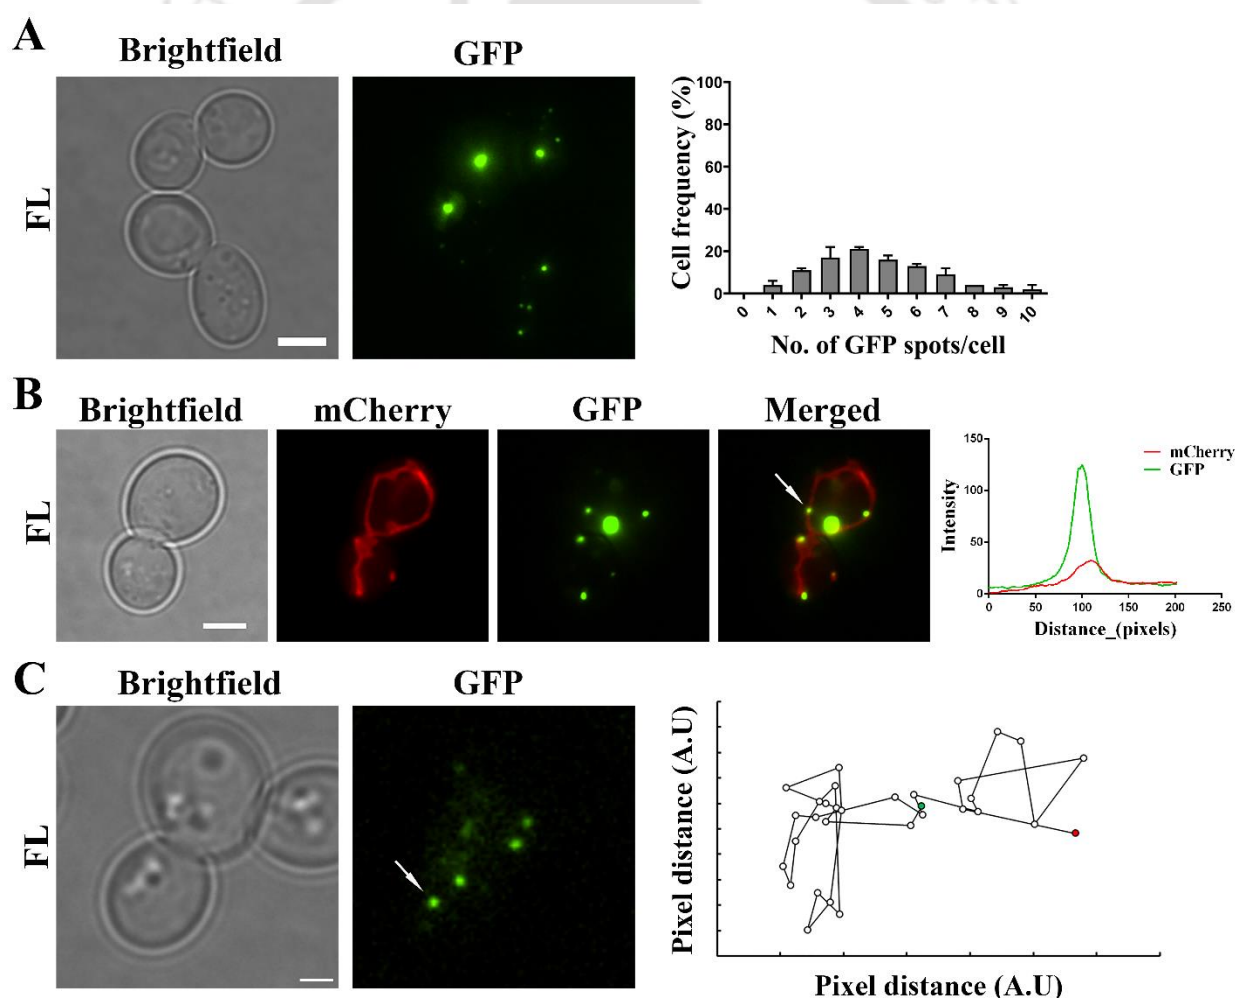 A
Brightfield
GFP
FL
Cell frequency (%)
100
80
60
40
20
0
0 1 2 3 4 5 6 7 8 9 10
No. of GFP spots/cell
B
Brightfield
mCherry
GFP
Merged
FL
Intensity
150
100
50
0
0 50 100 150 200 250
Distance_(pixels)
mCherry
GFP
C
Brightfield
GFP
FL
Pixel distance (A.U)
Pixel distance (A.U)